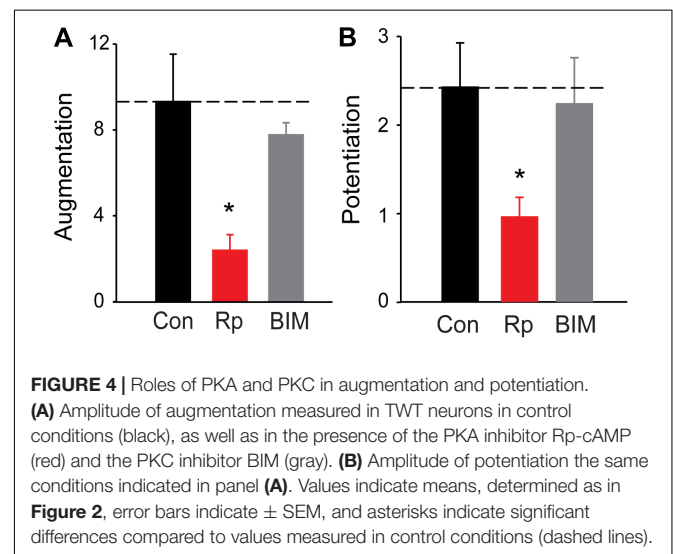 A
12
8
4
0
Augmentation
*
Con Rp BIM
B
3
2
1
0
Potentiation
*
Con Rp BIM
FIGURE 4 | Roles of PKA and PKC in augmentation and potentiation.
(A) Amplitude of augmentation measured in TWT neurons in control
conditions (black), as well as in the presence of the PKA inhibitor Rp-cAMP
(red) and the PKC inhibitor BIM (gray). (B) Amplitude of potentiation the same
conditions indicated in panel (A). Values indicate means, determined as in
Figure 2, error bars indicate ± SEM, and asterisks indicate significant
differences compared to values measured in control conditions (dashed lines).